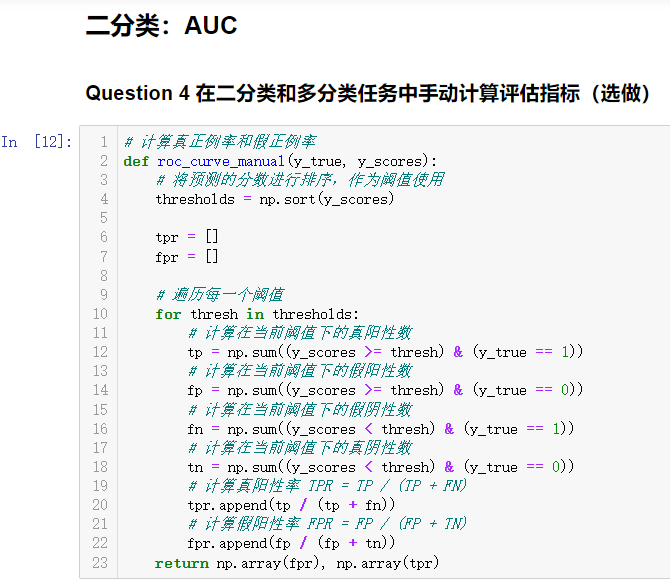 二分类：AUC
Question 4 在二分类和多分类任务中手动计算评估指标（选做）
In [12]:
1 # 计算真正例率和假正例率
2 def roc_curve_manual(y_true, y_scores):
3 # 将预测的分数进行排序，作为阈值使用
4 thresholds = np.sort(y_scores)
5
6 tpr = []
7 fpr = []
8
9 # 遍历每一个阈值
10 for thresh in thresholds:
11 # 计算在当前阈值下的真阳性数
12 tp = np.sum((y_scores >= thresh) & (y_true == 1))
13 # 计算在当前阈值下的假阳性数
14 fp = np.sum((y_scores >= thresh) & (y_true == 0))
15 # 计算在当前阈值下的假阴性数
16 fn = np.sum((y_scores < thresh) & (y_true == 1))
17 # 计算在当前阈值下的真阴性数
18 tn = np.sum((y_scores < thresh) & (y_true == 0))
19 # 计算真阳性率 TPR = TP / (TP + FN)
20 tpr.append(tp / (tp + fn))
21 # 计算假阳性率 FPR = FP / (FP + TN)
22 fpr.append(fp / (fp + tn))
23 return np.array(fpr), np.array(tpr)